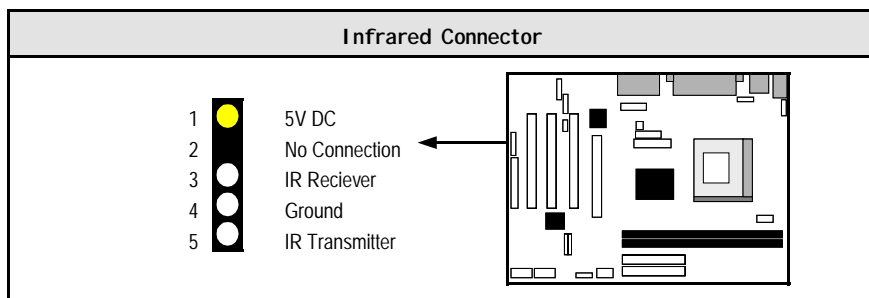 Infrared Connector
1 5V DC
2 No Connection
3 IR Reciever
4 Ground
5 IR Transmitter